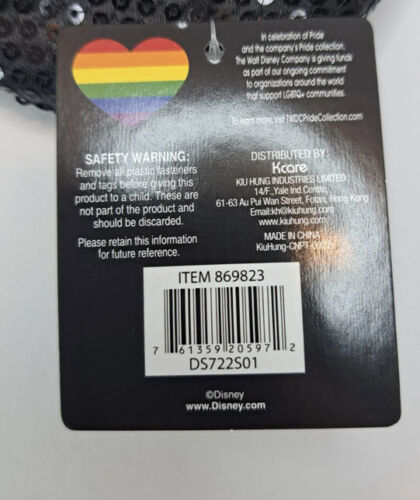 In celebration of Pride
and the company's Pride collection,
The Walt Disney Company is giving funds
as part of our ongoing commitment
to organizations around the world
that support LGBTQ+ communities.
To learn more, visit TWDCPrideCollection.com
SAFETY WARNING:
Remove all plastic fasteners
and tags before giving this
product to a child. These are
not part of the product and
should be discarded.
Please retain this information
for future reference.
DISTRIBUTED BY:
Kcare
KIU HUNG INDUSTRIES LIMITED
14/F., Yale Ind. Centre,
61-63 Au Pui Wan Street, Fotan, Hong Kong
Email:kh@kiuhung.com
www.kiuhung.com
MADE IN CHINA
KiuHung-CNPT-0922
ITEM 869823
7 61359 20597 2
DS722S01
©Disney
www.Disney.com